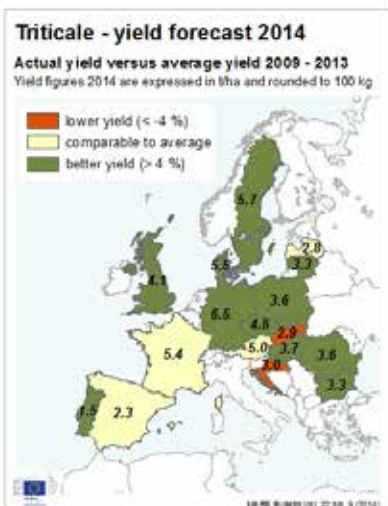 Triticale - yield forecast 2014
Actual yield versus average yield 2009 - 2013
Yield figures 2014 are expressed in t/ha and rounded to 100 kg
lower yield (< -4 %)
comparable to average
better yield (> 4 %)
5.7
2.8
3.3
5.5
4.1
6.5
3.6
4.5
2.9
5.4
5.0
3.7
3.6
3.0
3.3
1.5
2.3